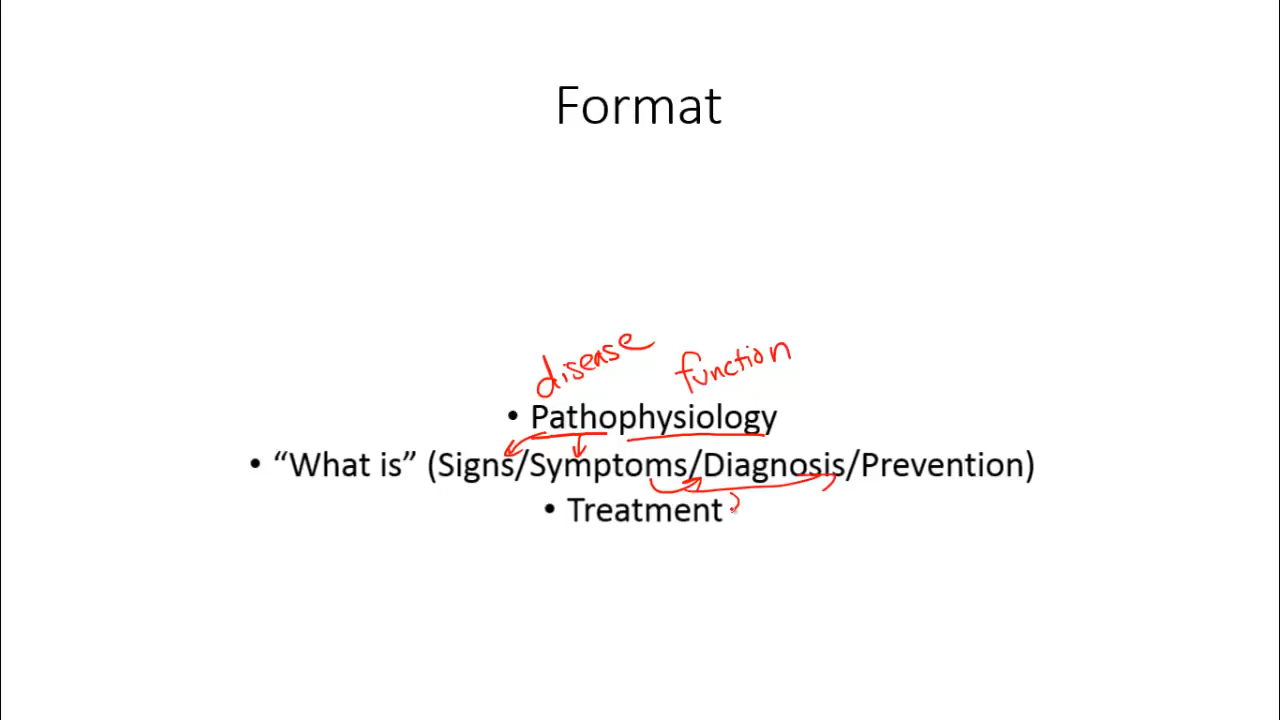 Format
disease function
• Pathophysiology
• “What is” (Signs/Symptoms/Diagnosis/Prevention)
• Treatment